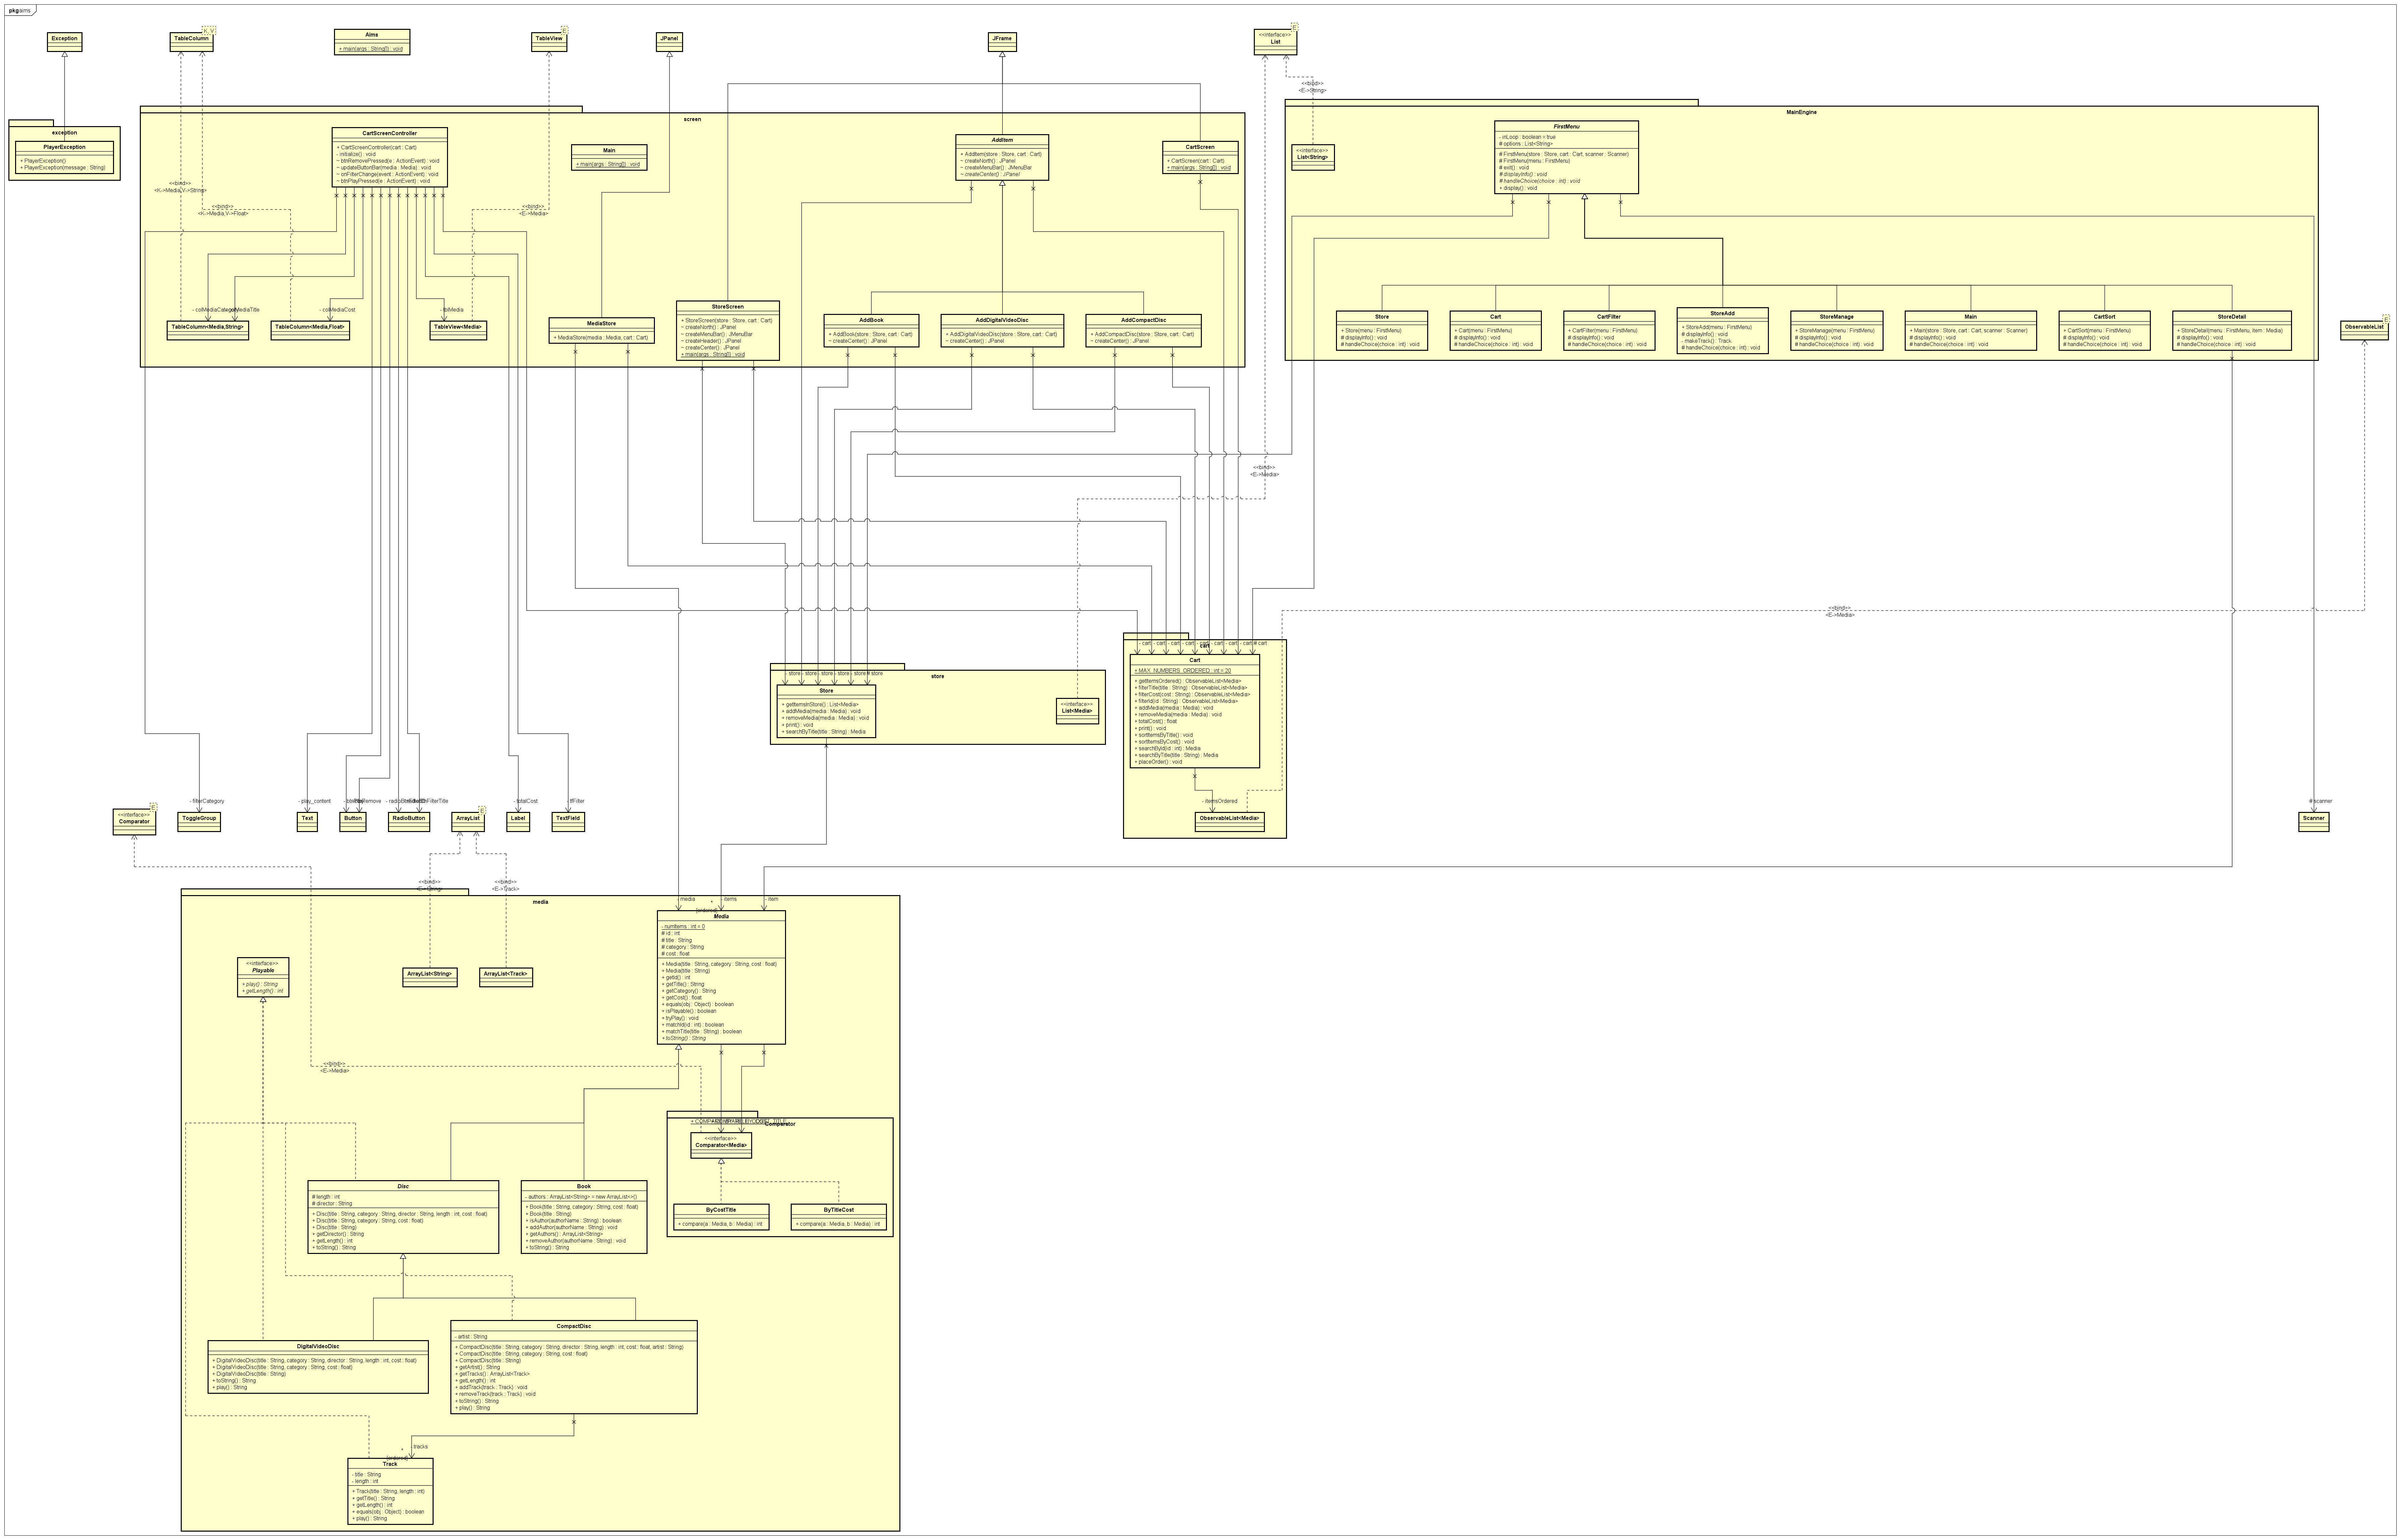 pkg aims
Exception
TableColumn
K, V
Aims
+ main(args : String[]) : void
TableView
E
JPanel
JFrame
<<interface>>
List
E
<<bind>>
<E->String>
exception
PlayerException
+ PlayerException()
+ PlayerException(message : String)
screen
CartScreenController
+ CartScreenController(cart : Cart)
- initialize() : void
~ btnRemovePressed(e : ActionEvent) : void
~ updateButtonBar(media : Media) : void
~ onFilterChange(event : ActionEvent) : void
~ btnPlayPressed(e : ActionEvent) : void
Main
+ main(args : String[]) : void
AddItem
+ AddItem(store : Store, cart : Cart)
~ createNorth() : JPanel
~ createMenuBar() : JMenuBar
~ createCenter() : JPanel
CartScreen
+ CartScreen(cart : Cart)
+ main(args : String[]) : void
<<bind>>
<K->Media,V->String>
<<bind>>
<K->Media,V->Float>
<<bind>>
<E->Media>
- colMediaCategory
- colMediaCost
- tblMedia
TableColumn<Media,String>
TableColumn<Media,Float>
TableView<Media>
MediaStore
+ MediaStore(media : Media, cart : Cart)
StoreScreen
+ StoreScreen(store : Store, cart : Cart)
~ createNorth() : JPanel
~ createMenuBar() : JMenuBar
~ createHeader() : JPanel
~ createCenter() : JPanel
+ main(args : String[]) : void
AddBook
+ AddBook(store : Store, cart : Cart)
~ createCenter() : JPanel
AddDigitalVideoDisc
+ AddDigitalVideoDisc(store : Store, cart : Cart)
~ createCenter() : JPanel
AddCompactDisc
+ AddCompactDisc(store : Store, cart : Cart)
~ createCenter() : JPanel
MainEngine
<<interface>>
List<String>
FirstMenu
- inLoop : boolean = true
# options : List<String>
# FirstMenu(store : Store, cart : Cart, scanner : Scanner)
# FirstMenu(menu : FirstMenu)
# exit() : void
# displayInfo() : void
# handleChoice(choice : int) : void
+ display() : void
Store
+ Store(menu : FirstMenu)
# displayInfo() : void
# handleChoice(choice : int) : void
Cart
+ Cart(menu : FirstMenu)
# displayInfo() : void
# handleChoice(choice : int) : void
CartFilter
+ CartFilter(menu : FirstMenu)
# displayInfo() : void
# handleChoice(choice : int) : void
StoreAdd
+ StoreAdd(menu : FirstMenu)
# displayInfo() : void
- makeTrack() : Track
# handleChoice(choice : int) : void
StoreManage
+ StoreManage(menu : FirstMenu)
# displayInfo() : void
# handleChoice(choice : int) : void
Main
+ Main(store : Store, cart : Cart, scanner : Scanner)
# displayInfo() : void
# handleChoice(choice : int) : void
CartSort
+ CartSort(menu : FirstMenu)
# displayInfo() : void
# handleChoice(choice : int) : void
StoreDetail
+ StoreDetail(menu : FirstMenu, item : Media)
# displayInfo() : void
# handleChoice(choice : int) : void
ObservableList
E
<<bind>>
<E->Media>
<<bind>>
<E->Media>
store
- store - store - store - store - store # store
Store
+ getItemsInStore() : List<Media>
+ addMedia(media : Media) : void
+ removeMedia(media : Media) : void
+ print() : void
+ searchByTitle(title : String) : Media
<<interface>>
List<Media>
cart
- cart - cart - cart - cart - cart - cart - cart - cart # cart
Cart
+ MAX_NUMBERS_ORDERED : int = 20
+ getItemsOrdered() : ObservableList<Media>
+ filterTitle(title : String) : ObservableList<Media>
+ filterCost(cost : String) : ObservableList<Media>
+ filterId(id : String) : ObservableList<Media>
+ addMedia(media : Media) : void
+ removeMedia(media : Media) : void
+ totalCost() : float
+ print() : void
+ sortItemsByTitle() : void
+ sortItemsByCost() : void
+ searchById(id : int) : Media
+ searchByTitle(title : String) : Media
+ placeOrder() : void
- itemsOrdered
ObservableList<Media>
# scanner
Scanner
<<interface>>
Comparator
E
- filterCategory
ToggleGroup
- play_content
Text
Button
RadioButton
ArrayList
E
- totalCost
Label
- tfFilter
TextField
<<bind>>
<E->String>
<<bind>>
<E->Track>
media
- media
- items
- item
*
{ordered}
Media
- numItems : int = 0
# id : int
# title : String
# category : String
# cost : float
+ Media(title : String, category : String, cost : float)
+ Media(title : String)
+ getId() : int
+ getTitle() : String
+ getCategory() : String
+ getCost() : float
+ equals(obj : Object) : boolean
+ isPlayable() : boolean
+ tryPlay() : void
+ matchId(id : int) : boolean
+ matchTitle(title : String) : boolean
+ toString() : String
<<interface>>
Playable
+ play() : String
+ getLength() : int
ArrayList<String>
ArrayList<Track>
<<bind>>
<E->Media>
Comparator
<<interface>>
Comparator<Media>
ByCostTitle
+ compare(a : Media, b : Media) : int
ByTitleCost
+ compare(a : Media, b : Media) : int
Disc
# length : int
# director : String
+ Disc(title : String, category : String, director : String, length : int, cost : float)
+ Disc(title : String, category : String, cost : float)
+ Disc(title : String)
+ getDirector() : String
+ getLength() : int
+ toString() : String
Book
- authors : ArrayList<String> = new ArrayList<>()
+ Book(title : String, category : String, cost : float)
+ Book(title : String)
+ isAuthor(authorName : String) : boolean
+ addAuthor(authorName : String) : void
+ getAuthors() : ArrayList<String>
+ removeAuthor(authorName : String) : void
+ toString() : String
DigitalVideoDisc
+ DigitalVideoDisc(title : String, category : String, director : String, length : int, cost : float)
+ DigitalVideoDisc(title : String, category : String, cost : float)
+ DigitalVideoDisc(title : String)
+ toString() : String
+ play() : String
CompactDisc
- artist : String
+ CompactDisc(title : String, category : String, director : String, length : int, cost : float, artist : String)
+ CompactDisc(title : String, category : String, cost : float)
+ CompactDisc(title : String)
+ getArtist() : String
+ getTracks() : ArrayList<Track>
+ getLength() : int
+ addTrack(track : Track) : void
+ removeTrack(track : Track) : void
+ toString() : String
+ play() : String
*
- tracks
{ordered}
Track
- title : String
- length : int
+ Track(title : String, length : int)
+ getTitle() : String
+ getLength() : int
+ equals(obj : Object) : boolean
+ play() : String